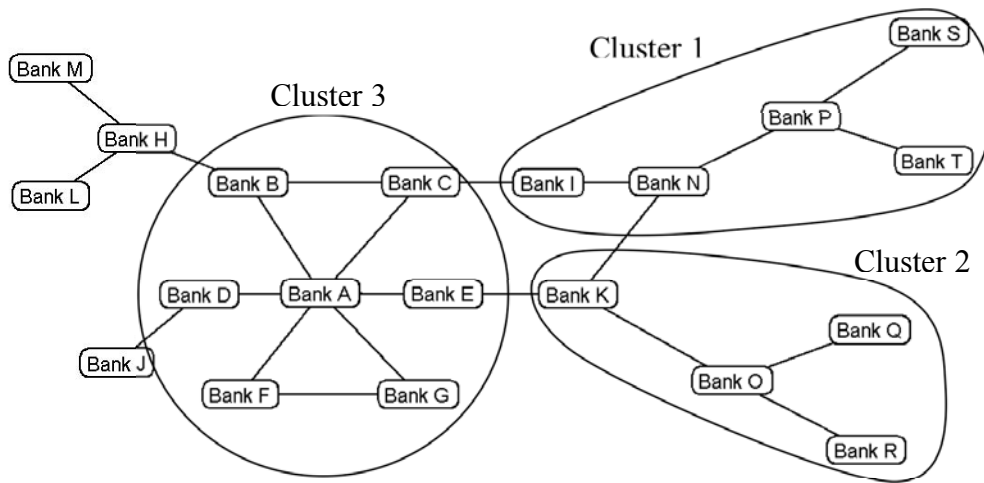 Bank S
Cluster 1
Bank M
Cluster 3
Bank P
Bank H
Bank T
Bank L
Bank B
Bank C
Bank I
Bank N
Cluster 2
Bank D
Bank A
Bank E
Bank K
Bank Q
Bank J
Bank O
Bank F
Bank G
Bank R